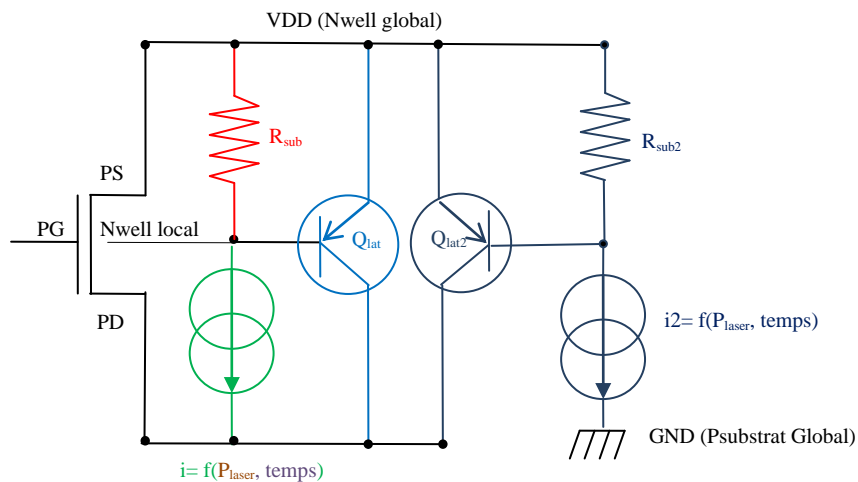 VDD (Nwell global)
Rsub
Rsub2
PS
PG
Nwell local
Qlat
Qlat2
PD
i2= f(Plaser, temps)
GND (Psubstrat Global)
i= f(Plaser, temps)